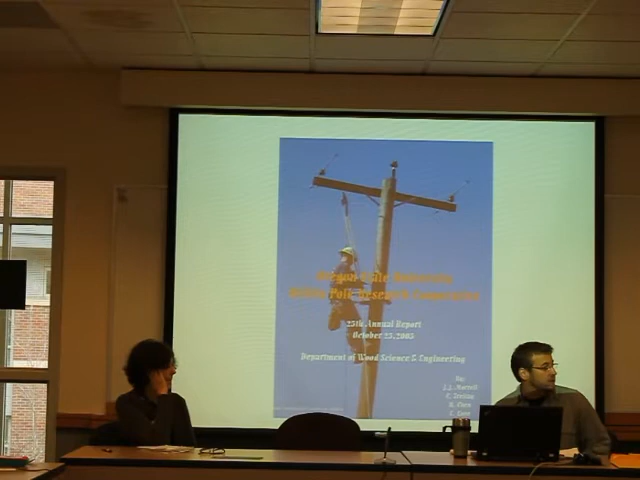 Oregon State University
Utility Pole Research Cooperative
25th Annual Report
October 23, 2005
Department of Wood Science & Engineering
By:
J.J. Morrell